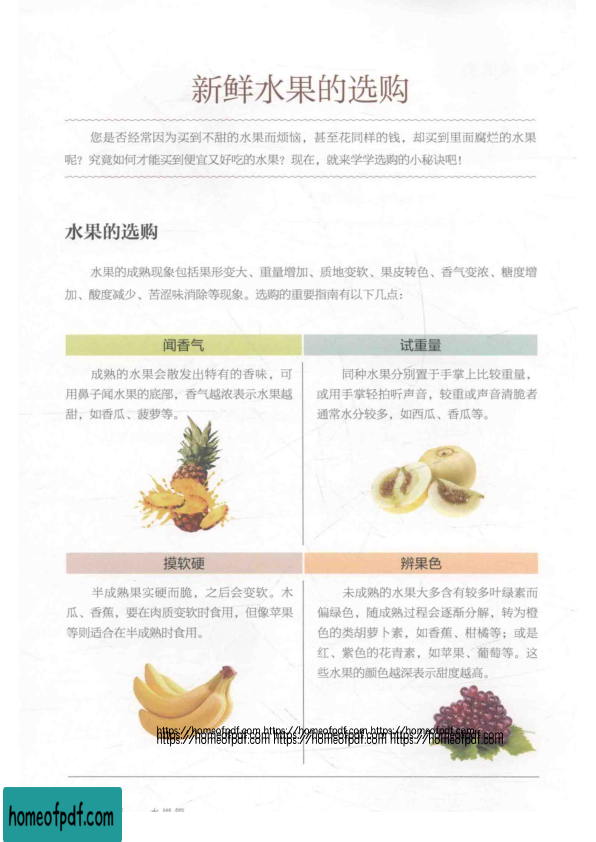 新鲜水果的选购
您是否经常因为买到不甜的水果而烦恼，甚至花同样的钱，却买到里面腐烂的水果
呢？究竟如何才能买到便宜又好吃的水果？现在，就来学学选购的小秘诀吧！
水果的选购
水果的成熟现象包括果形变大、重量增加、质地变软、果皮转色、香气变浓、糖度增
加、酸度减少、苦涩味消除等现象。选购的重要指南有以下几点：
闻香气
成熟的水果会散发出特有的香味，可
用鼻子闻水果的底部，香气越浓表示水果越
甜，如香瓜、菠萝等。
试重量
同种水果分别置于手掌上比较重量，
或用手掌轻拍听声音，较重或声音清脆者
通常水分较多，如西瓜、香瓜等。
摸软硬
半成熟果实硬而脆，之后会变软。木
瓜、香蕉，要在肉质变软时食用，但像苹果
等则适合在半成熟时食用。
辨果色
未成熟的水果大多含有较多叶绿素而
偏绿色，随成熟过程会逐渐分解，转为橙
色的类胡萝卜素，如香蕉、柑橘等；或是
红、紫色的花青素，如苹果、葡萄等。这
些水果的颜色越深表示甜度越高。
https://homeofpdf.com https://homeofpdf.com https://homeofpdf.com
https://homeofpdf.com https://homeofpdf.com https://homeofpdf.com
homeofpdf.com